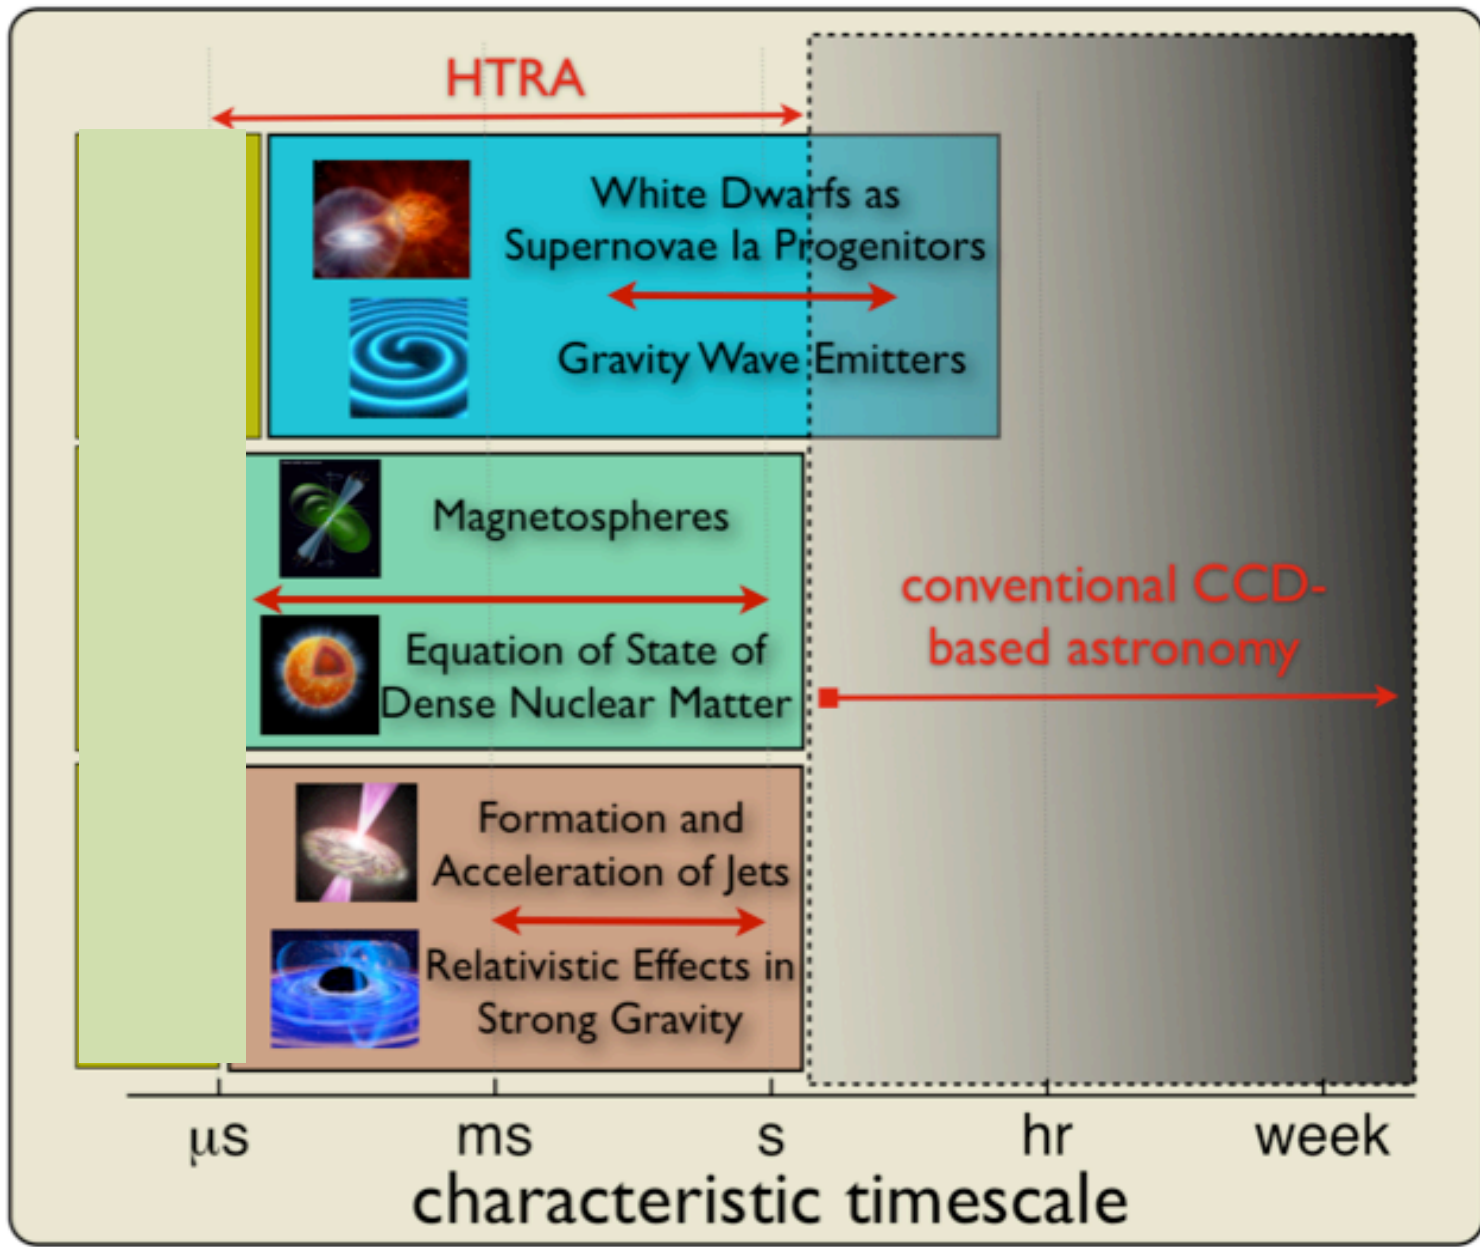 HTRA
White Dwarfs as
Supernovae Ia Progenitors
Gravity Wave Emitters
Magnetospheres
Equation of State of
Dense Nuclear Matter
conventional CCD-
based astronomy
Formation and
Acceleration of Jets
Relativistic Effects in
Strong Gravity
μs ms s hr week
characteristic timescale